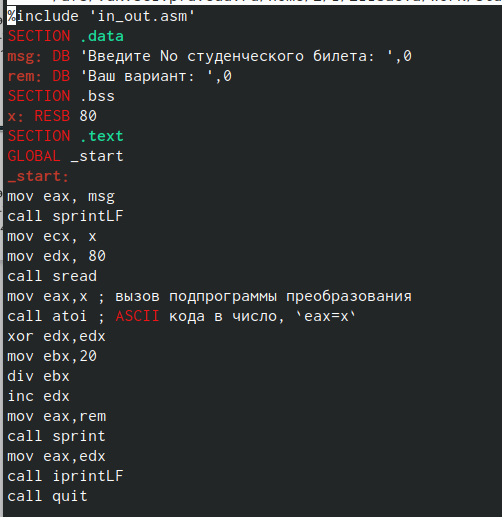 %include 'in_out.asm'
SECTION .data
msg: DB 'Введите No студенческого билета: ',0
rem: DB 'Ваш вариант: ',0
SECTION .bss
x: RESB 80
SECTION .text
GLOBAL _start
_start:
mov eax, msg
call sprintLF
mov ecx, x
mov edx, 80
call sread
mov eax,x ; вызов подпрограммы преобразования
call atoi ; ASCII кода в число, `eax=x`
xor edx,edx
mov ebx,20
div ebx
inc edx
mov eax,rem
call sprint
mov eax,edx
call iprintLF
call quit